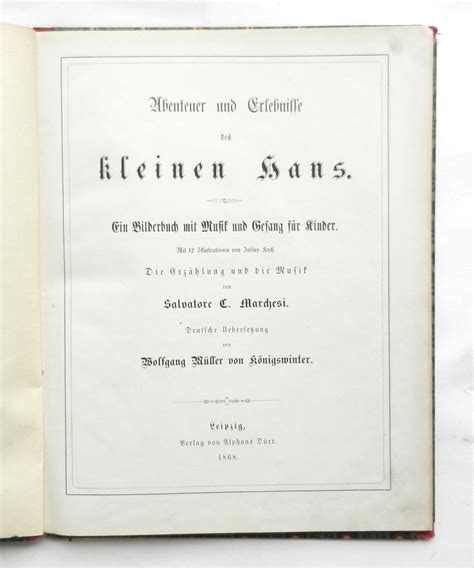 Abenteuer und Erlebnisse
des
kleinen Hans.
Ein Bilderbuch mit Musik und Gesang für Kinder.
Mit 12 Illustrationen von Julius Koch.
Die Erzählung und die Musik
von
Salvatore C. Marchesi.
Deutsche Uebersetzung
von
Wolfgang Müller von Königswinter.
Leipzig,
Verlag von Alphons Dürr.
1868.